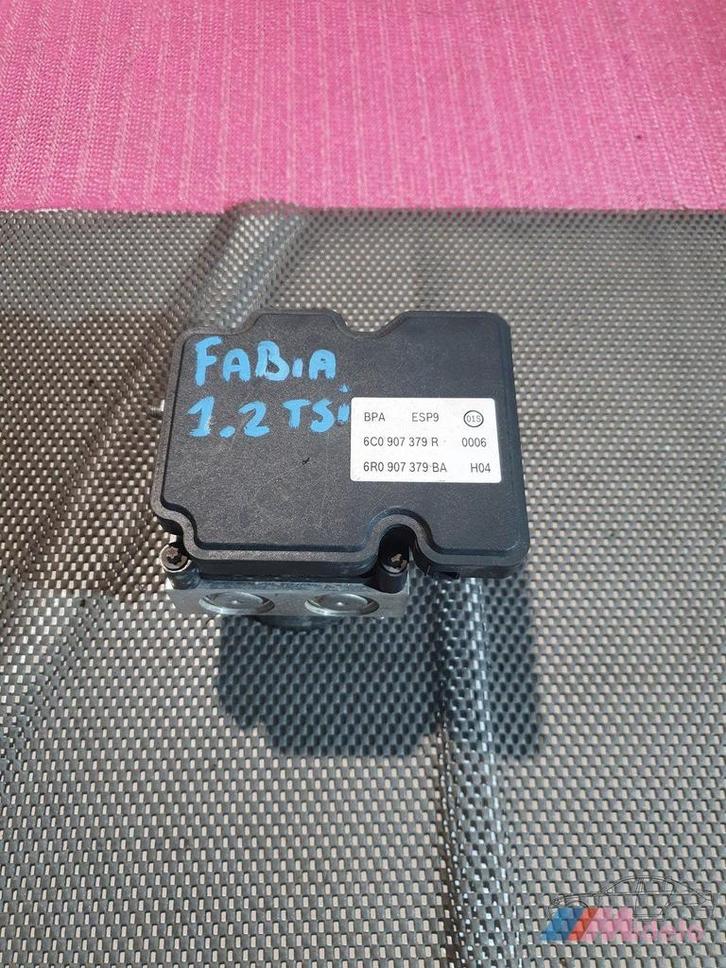 FABIA
1.2 TSi
BPA ESP9 01S
6C0 907 379 R 0006
6R0 907 379 BA H04